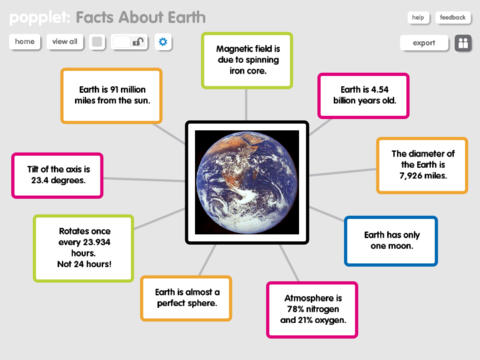 popplet: Facts About Earth
help
feedback
home
view all
export
Magnetic field is
due to spinning
iron core.
Earth is 91 million
miles from the sun.
Earth is 4.54
billion years old.
Tilt of the axis is
23.4 degrees.
The diameter of
the Earth is
7,926 miles.
Rotates once
every 23.934
hours.
Not 24 hours!
Earth has only
one moon.
Earth is almost a
perfect sphere.
Atmosphere is
78% nitrogen
and 21% oxygen.